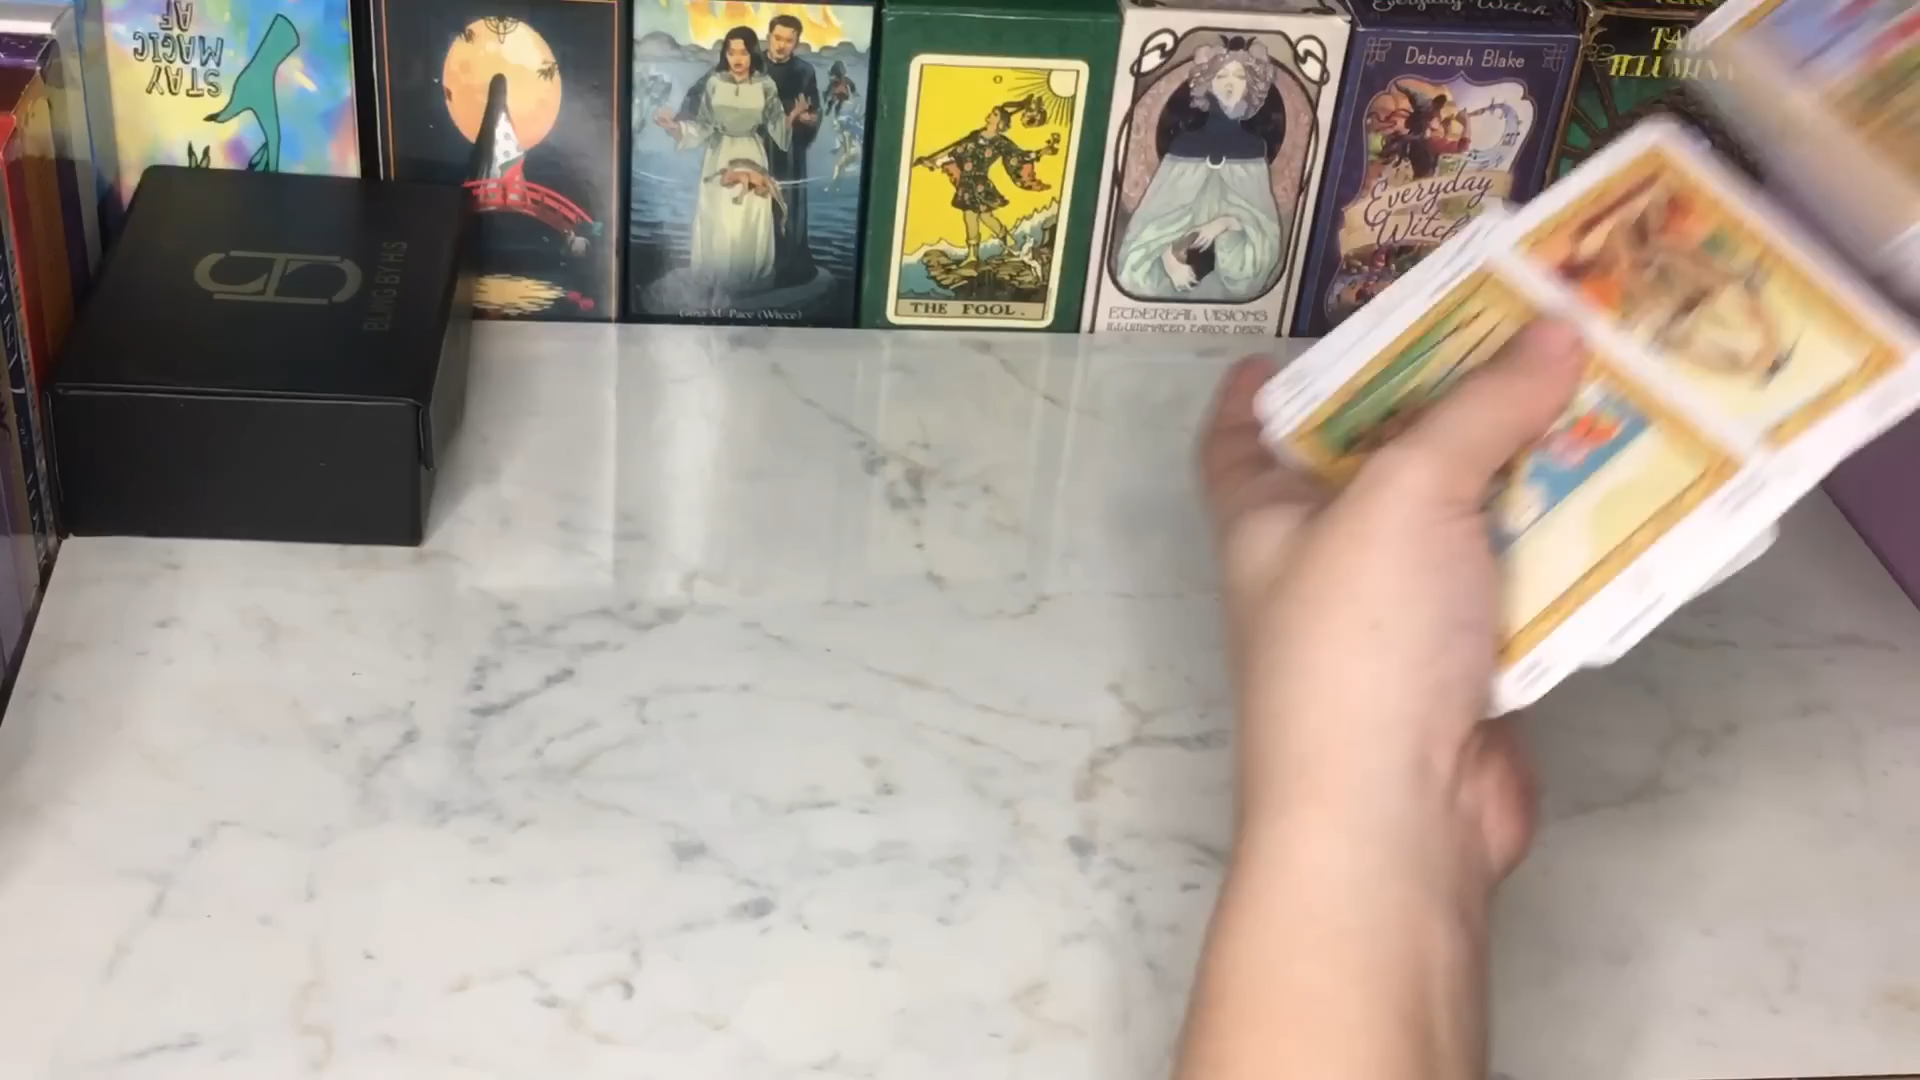 STAY
MAGIC
AF
BLING BY H.S
Gina M. Pace (Wicce)
0
THE FOOL.
ETHEREAL VISIONS
ILLUMINATED TAROT DECK
Everyday Witch
Deborah Blake
Everyday
Witch